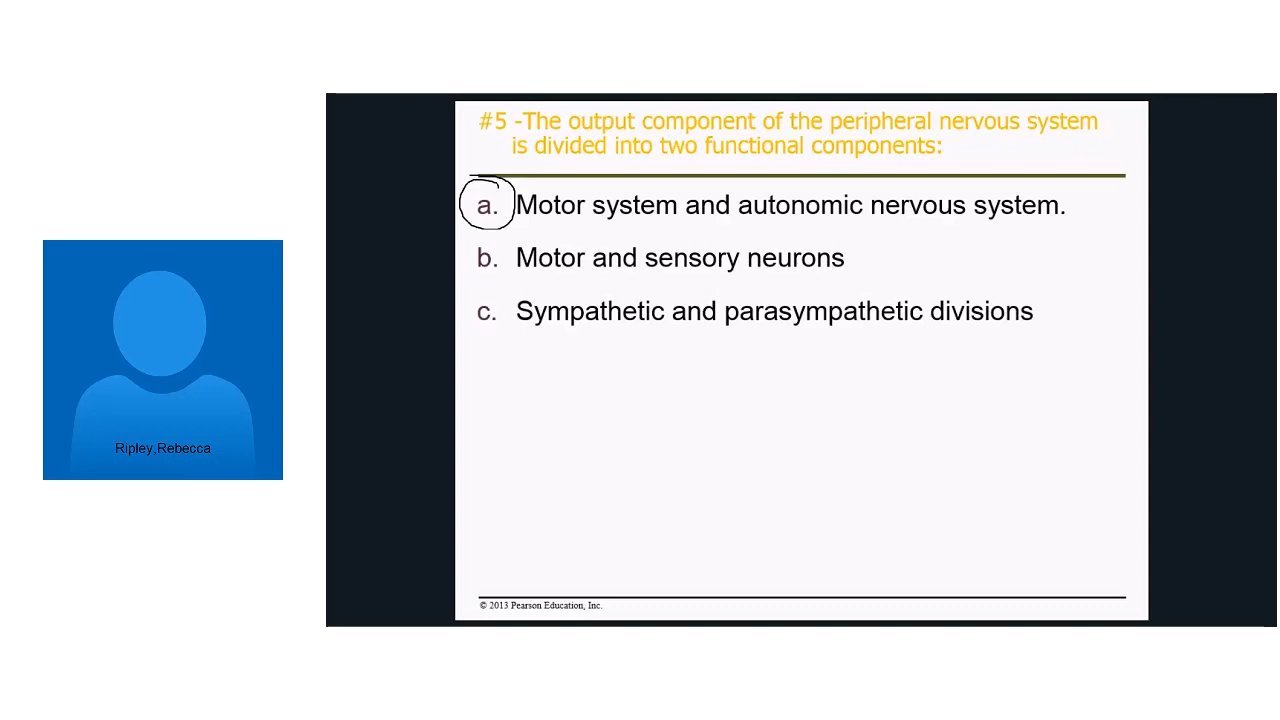 #5 -The output component of the peripheral nervous system
is divided into two functional components:
a. Motor system and autonomic nervous system.
b. Motor and sensory neurons
c. Sympathetic and parasympathetic divisions
Ripley,Rebecca
© 2013 Pearson Education, Inc.